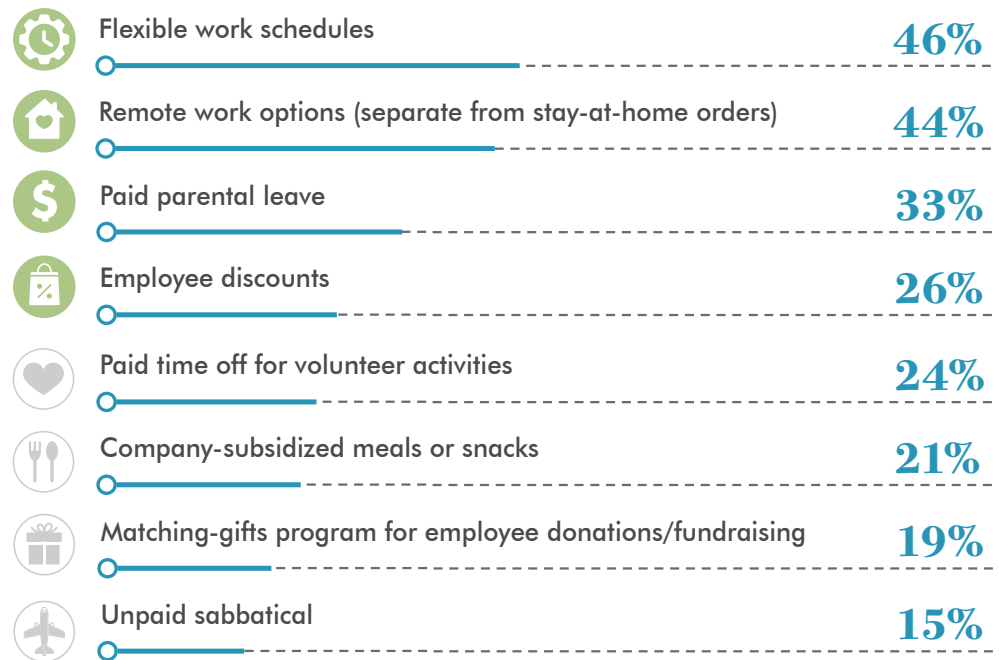 Flexible work schedules 46%
Remote work options (separate from stay-at-home orders) 44%
Paid parental leave 33%
Employee discounts 26%
Paid time off for volunteer activities 24%
Company-subsidized meals or snacks 21%
Matching-gifts program for employee donations/fundraising 19%
Unpaid sabbatical 15%